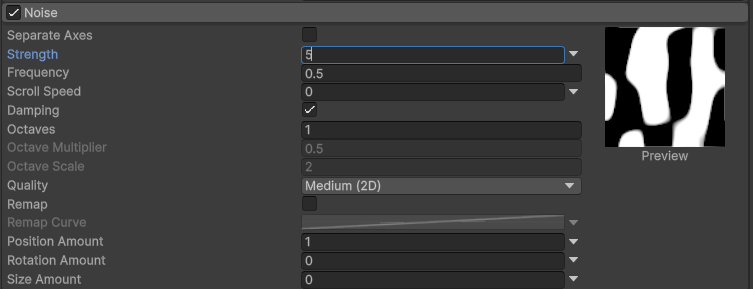 Noise
Separate Axes
Strength 5
Frequency 0.5
Scroll Speed 0
Damping
Octaves 1
Octave Multiplier 0.5
Octave Scale 2
Quality Medium (2D)
Remap
Remap Curve
Position Amount 1
Rotation Amount 0
Size Amount 0
Preview